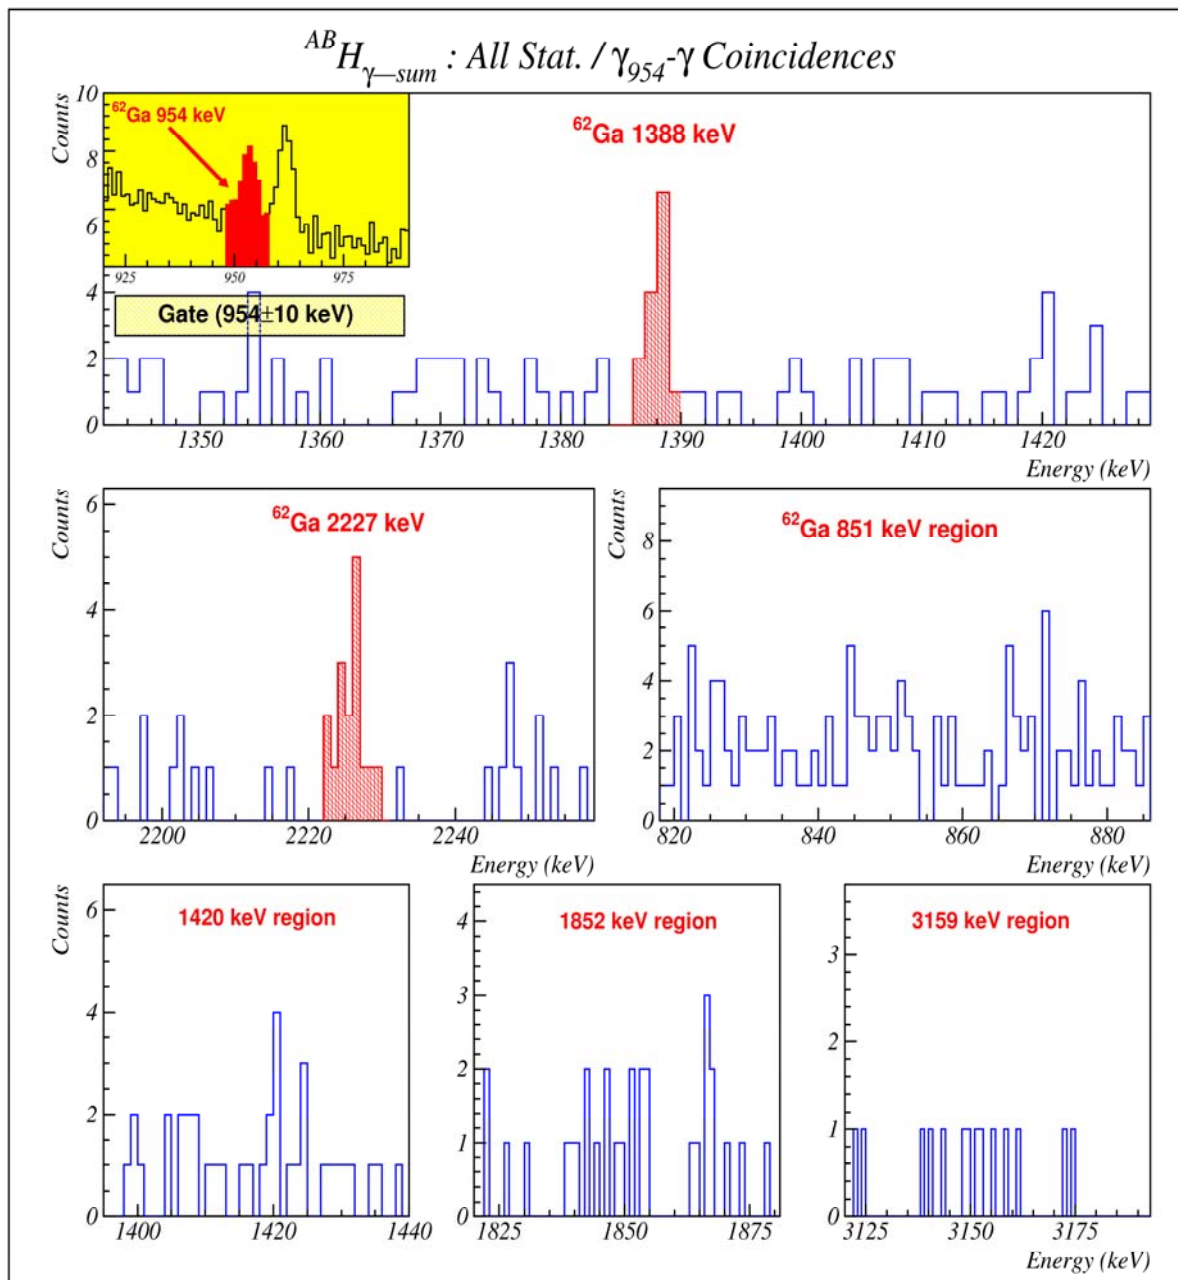 ᴬᴮH_γ—sum : All Stat. / γ₉₅₄-γ Coincidences
Counts
10
8
6
4
2
0
⁶²Ga 954 keV
925 950 975
Gate (954±10 keV)
⁶²Ga 1388 keV
1350 1360 1370 1380 1390 1400 1410 1420
Energy (keV)
Counts
6
4
2
0
⁶²Ga 2227 keV
2200 2220 2240
Energy (keV)
Counts
8
6
4
2
0
⁶²Ga 851 keV region
820 840 860 880
Energy (keV)
Counts
6
4
2
0
1420 keV region
1400 1420 1440
4
3
2
1
0
1852 keV region
1825 1850 1875
3
2
1
0
3159 keV region
3125 3150 3175
Energy (keV)